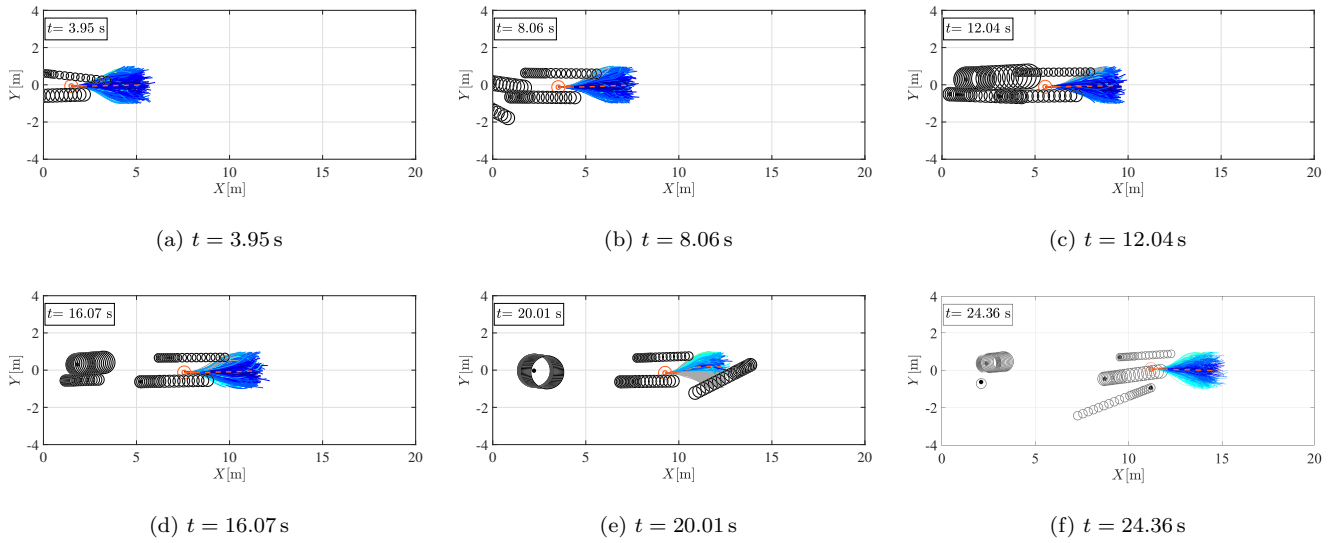 t= 3.95 s
4
2
0
-2
-4
Y[m]
0 5 10 15 20
X[m]
(a) t = 3.95 s
t= 8.06 s
4
2
0
-2
-4
Y[m]
0 5 10 15 20
X[m]
(b) t = 8.06 s
t= 12.04 s
4
2
0
-2
-4
Y[m]
0 5 10 15 20
X[m]
(c) t = 12.04 s
t= 16.07 s
4
2
0
-2
-4
Y[m]
0 5 10 15 20
X[m]
(d) t = 16.07 s
t= 20.01 s
4
2
0
-2
-4
Y[m]
0 5 10 15 20
X[m]
(e) t = 20.01 s
t= 24.36 s
4
2
0
-2
-4
Y[m]
0 5 10 15 20
X[m]
(f) t = 24.36 s